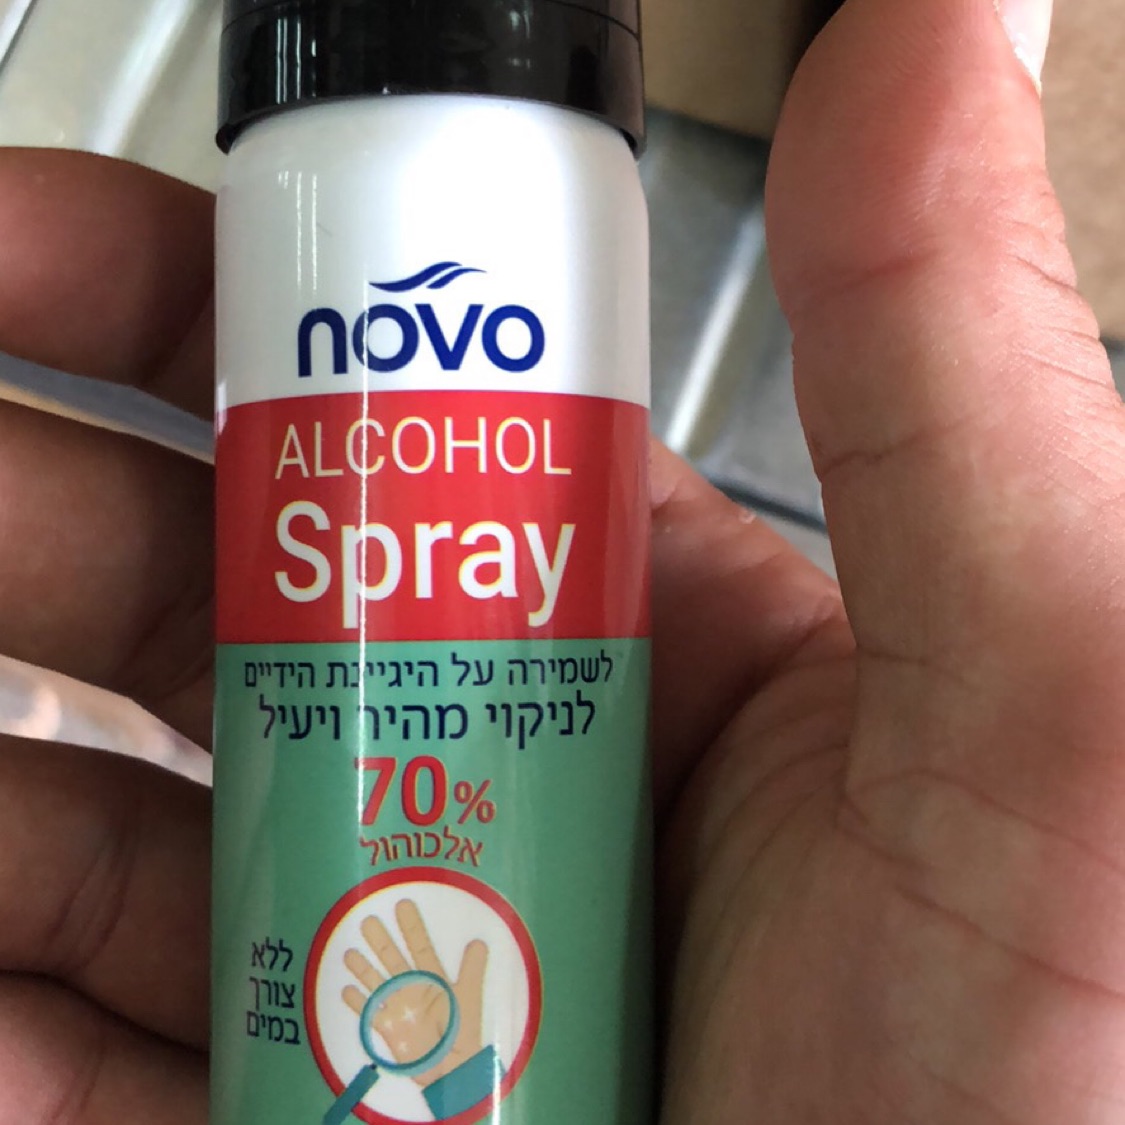 novo
ALCOHOL
Spray
לשמירה על היגיינת הידיים
לניקוי מהיר ויעיל
70%
אלכוהול
ללא
צורך
במים